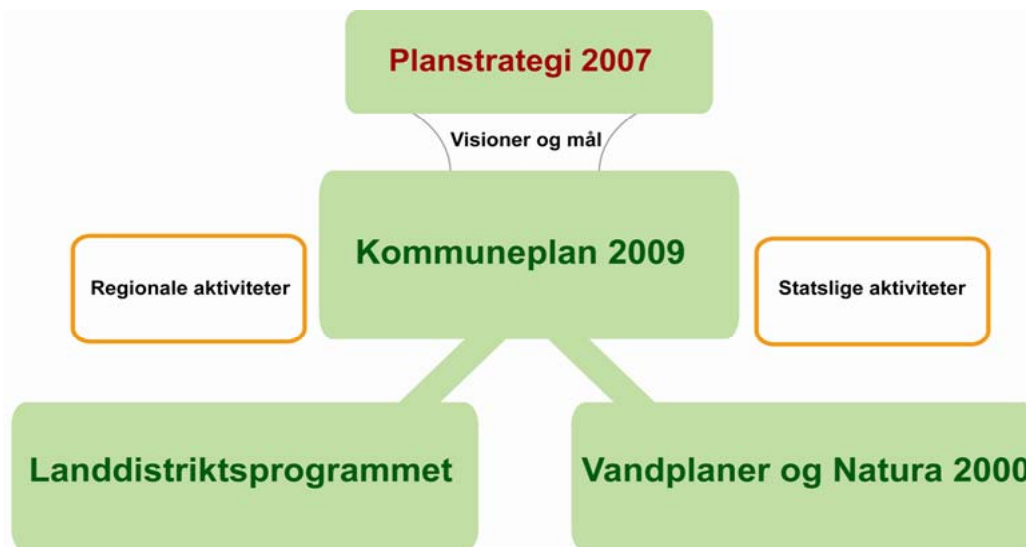 Planstrategi 2007
Visioner og mål
Kommuneplan 2009
Regionale aktiviteter
Statslige aktiviteter
Landdistriktsprogrammet
Vandplaner og Natura 2000